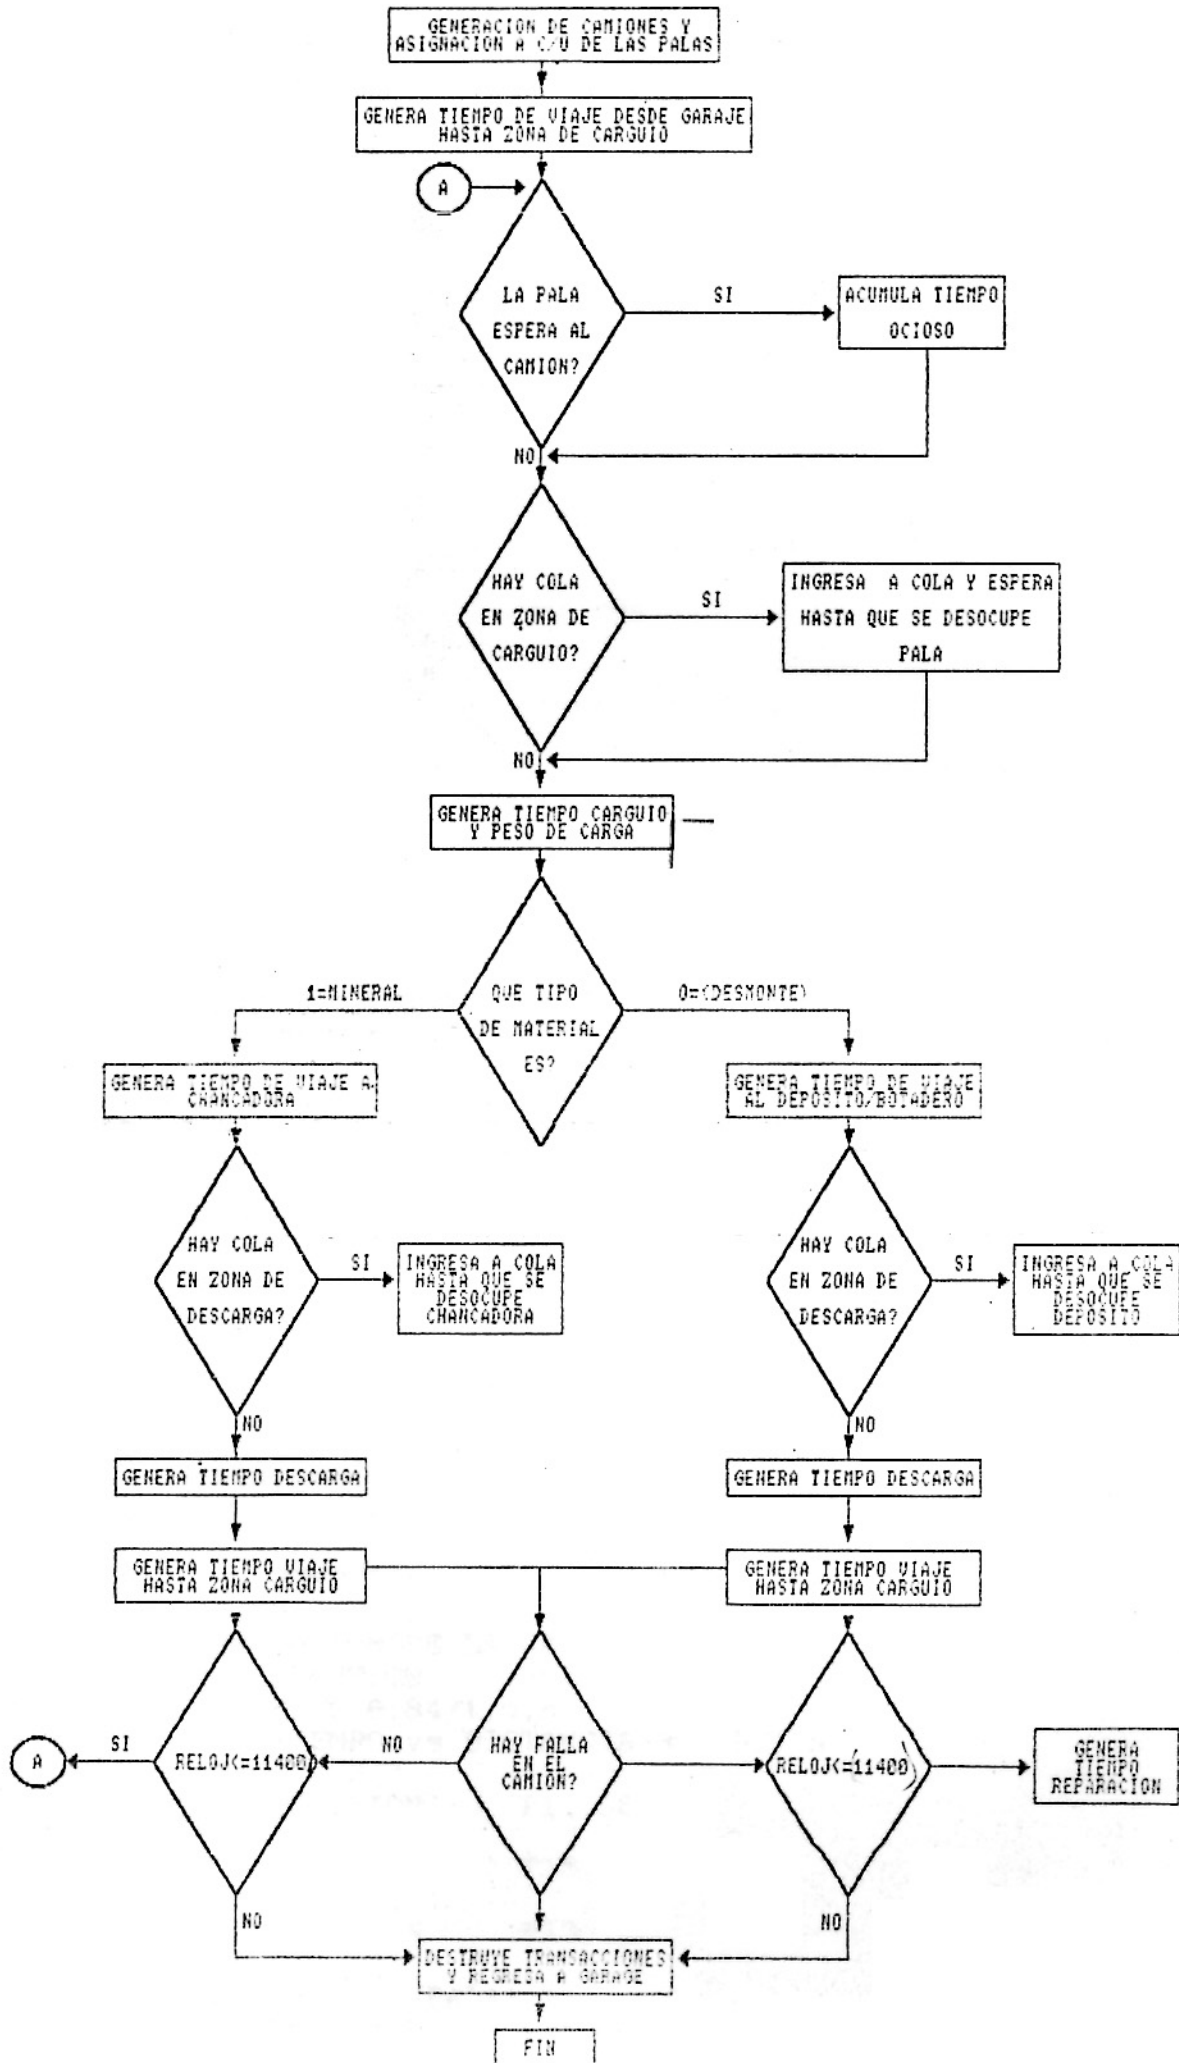 GENERACION DE CAMIONES Y
ASIGNACION A C/U DE LAS PALAS
GENERA TIEMPO DE VIAJE DESDE GARAJE
HASTA ZONA DE CARGUIO
A
LA PALA
ESPERA AL
CAMION?
SI
ACUMULA TIEMPO
OCIOSO
NO
HAY COLA
EN ZONA DE
CARGUIO?
SI
INGRESA A COLA Y ESPERA
HASTA QUE SE DESOCUPE
PALA
NO
GENERA TIEMPO CARGUIO
Y PESO DE CARGA
1=MINERAL
QUE TIPO
DE MATERIAL
ES?
0=(DESMONTE)
GENERA TIEMPO DE VIAJE A
CHANCADORA
GENERA TIEMPO DE VIAJE
AL DEPOSITO/BOTADERO
HAY COLA
EN ZONA DE
DESCARGA?
SI
INGRESA A COLA
HASTA QUE SE
DESOCUPE
CHANCADORA
HAY COLA
EN ZONA DE
DESCARGA?
SI
INGRESA A COLA
HASTA QUE SE
DESOCUPE
DEPOSITO
NO
NO
GENERA TIEMPO DESCARGA
GENERA TIEMPO DESCARGA
GENERA TIEMPO VIAJE
HASTA ZONA CARGUIO
GENERA TIEMPO VIAJE
HASTA ZONA CARGUIO
A
SI
RELOJ<=11400
NO
HAY FALLA
EN EL
CAMION?
RELOJ<=(11400)
GENERA
TIEMPO
REPARACION
NO
NO
DESTRUYE TRANSACCIONES
Y REGRESA A GARAGE
FIN